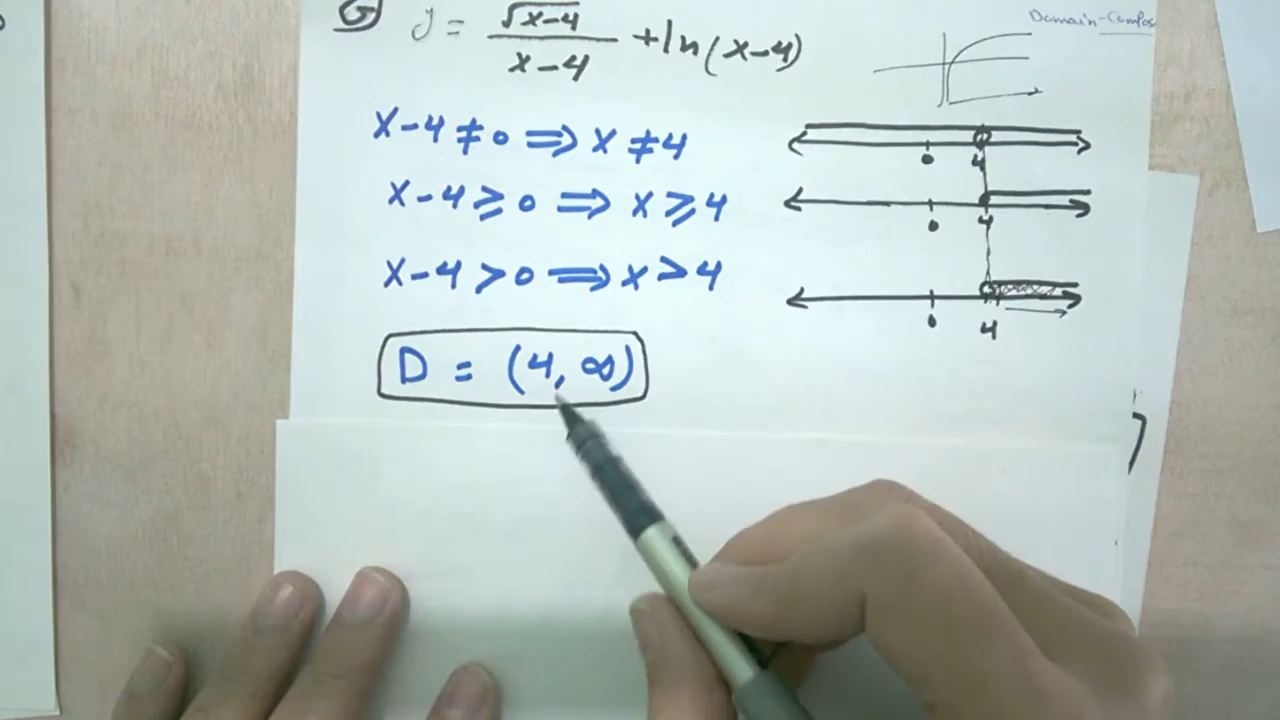 G y = √x-4 / x-4 + ln(x-4)
Domain-Compos
x-4 ≠ 0 ⇒ x ≠ 4
0 4
x-4 ≥ 0 ⇒ x ≥ 4
0 4
x-4 > 0 ⇒ x > 4
0 4
D = (4, ∞)